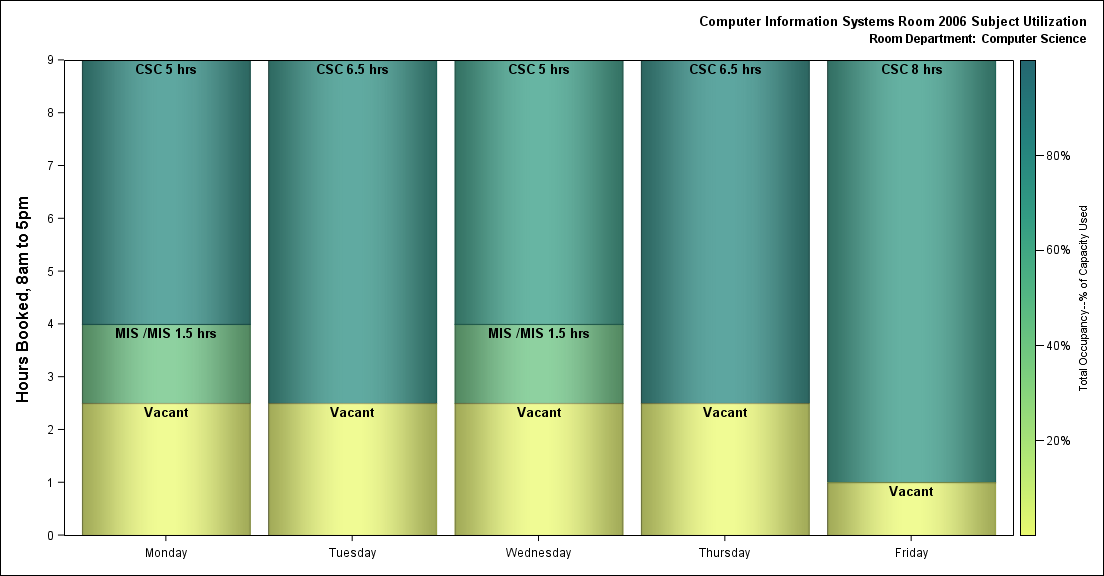 Computer Information Systems Room 2006 Subject Utilization
Room Department: Computer Science
Hours Booked, 8am to 5pm
9
8
7
6
5
4
3
2
1
0
CSC 5 hrs
MIS /MIS 1.5 hrs
Vacant
CSC 6.5 hrs
Vacant
CSC 5 hrs
MIS /MIS 1.5 hrs
Vacant
CSC 6.5 hrs
Vacant
CSC 8 hrs
Vacant
Monday
Tuesday
Wednesday
Thursday
Friday
80%
60%
40%
20%
Total Occupancy--% of Capacity Used